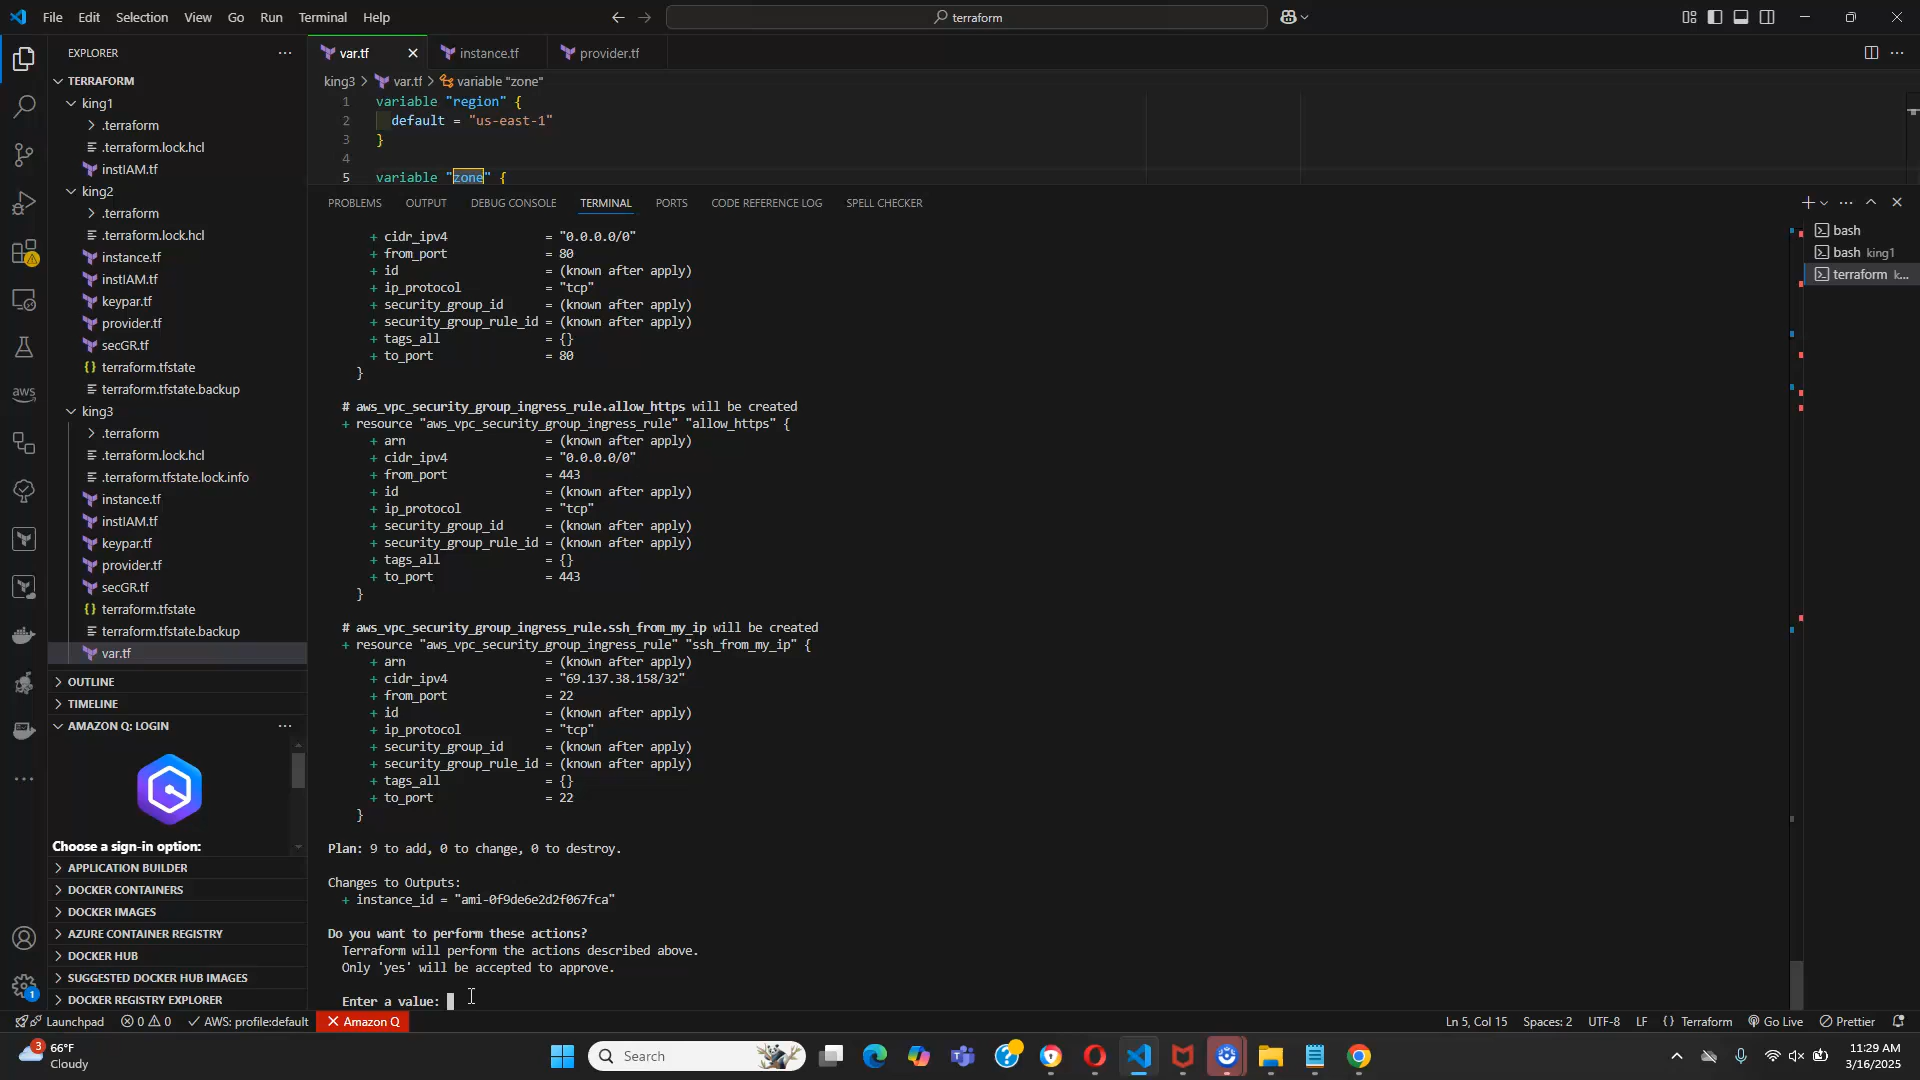 File Edit Selection View Go Run Terminal Help
terraform
EXPLORER
TERRAFORM
king1
.terraform
.terraform.lock.hcl
instIAM.tf
king2
.terraform
.terraform.lock.hcl
instance.tf
instIAM.tf
keypar.tf
provider.tf
secGR.tf
terraform.tfstate
terraform.tfstate.backup
king3
.terraform
.terraform.lock.hcl
.terraform.tfstate.lock.info
instance.tf
instIAM.tf
keypar.tf
provider.tf
secGR.tf
terraform.tfstate
terraform.tfstate.backup
var.tf
OUTLINE
TIMELINE
AMAZON Q: LOGIN
Choose a sign-in option:
APPLICATION BUILDER
DOCKER CONTAINERS
DOCKER IMAGES
AZURE CONTAINER REGISTRY
DOCKER HUB
SUGGESTED DOCKER HUB IMAGES
DOCKER REGISTRY EXPLORER
aws
1
var.tf instance.tf provider.tf
king3 > var.tf > variable "zone"
1 variable "region" {
2 default = "us-east-1"
3 }
4
5 variable "zone" {
PROBLEMS OUTPUT DEBUG CONSOLE TERMINAL PORTS CODE REFERENCE LOG SPELL CHECKER
bash
bash king1
terraform k...
+ cidr_ipv4 = "0.0.0.0/0"
+ from_port = 80
+ id = (known after apply)
+ ip_protocol = "tcp"
+ security_group_id = (known after apply)
+ security_group_rule_id = (known after apply)
+ tags_all = {}
+ to_port = 80
}
# aws_vpc_security_group_ingress_rule.allow_https will be created
+ resource "aws_vpc_security_group_ingress_rule" "allow_https" {
+ arn = (known after apply)
+ cidr_ipv4 = "0.0.0.0/0"
+ from_port = 443
+ id = (known after apply)
+ ip_protocol = "tcp"
+ security_group_id = (known after apply)
+ security_group_rule_id = (known after apply)
+ tags_all = {}
+ to_port = 443
}
# aws_vpc_security_group_ingress_rule.ssh_from_my_ip will be created
+ resource "aws_vpc_security_group_ingress_rule" "ssh_from_my_ip" {
+ arn = (known after apply)
+ cidr_ipv4 = "69.137.38.158/32"
+ from_port = 22
+ id = (known after apply)
+ ip_protocol = "tcp"
+ security_group_id = (known after apply)
+ security_group_rule_id = (known after apply)
+ tags_all = {}
+ to_port = 22
}
Plan: 9 to add, 0 to change, 0 to destroy.
Changes to Outputs:
+ instance_id = "ami-0f9de6e2d2f067fca"
Do you want to perform these actions?
Terraform will perform the actions described above.
Only 'yes' will be accepted to approve.
Enter a value:
Launchpad 0 0 AWS: profile:default Amazon Q Ln 5, Col 15 Spaces: 2 UTF-8 LF {} Terraform Go Live Prettier
3
66°F
Cloudy
Search
11:29 AM
3/16/2025